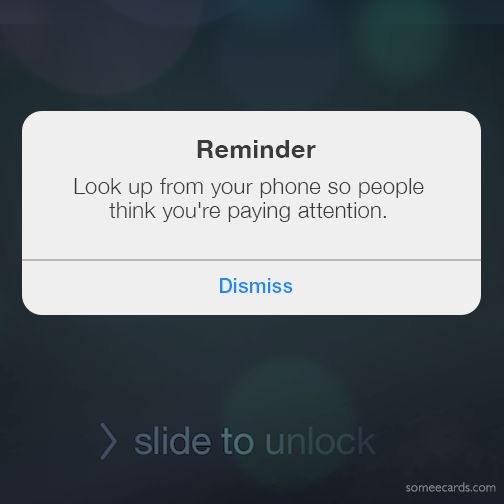 Reminder
Look up from your phone so people
think you're paying attention.
Dismiss
slide to unlock
someecards.com